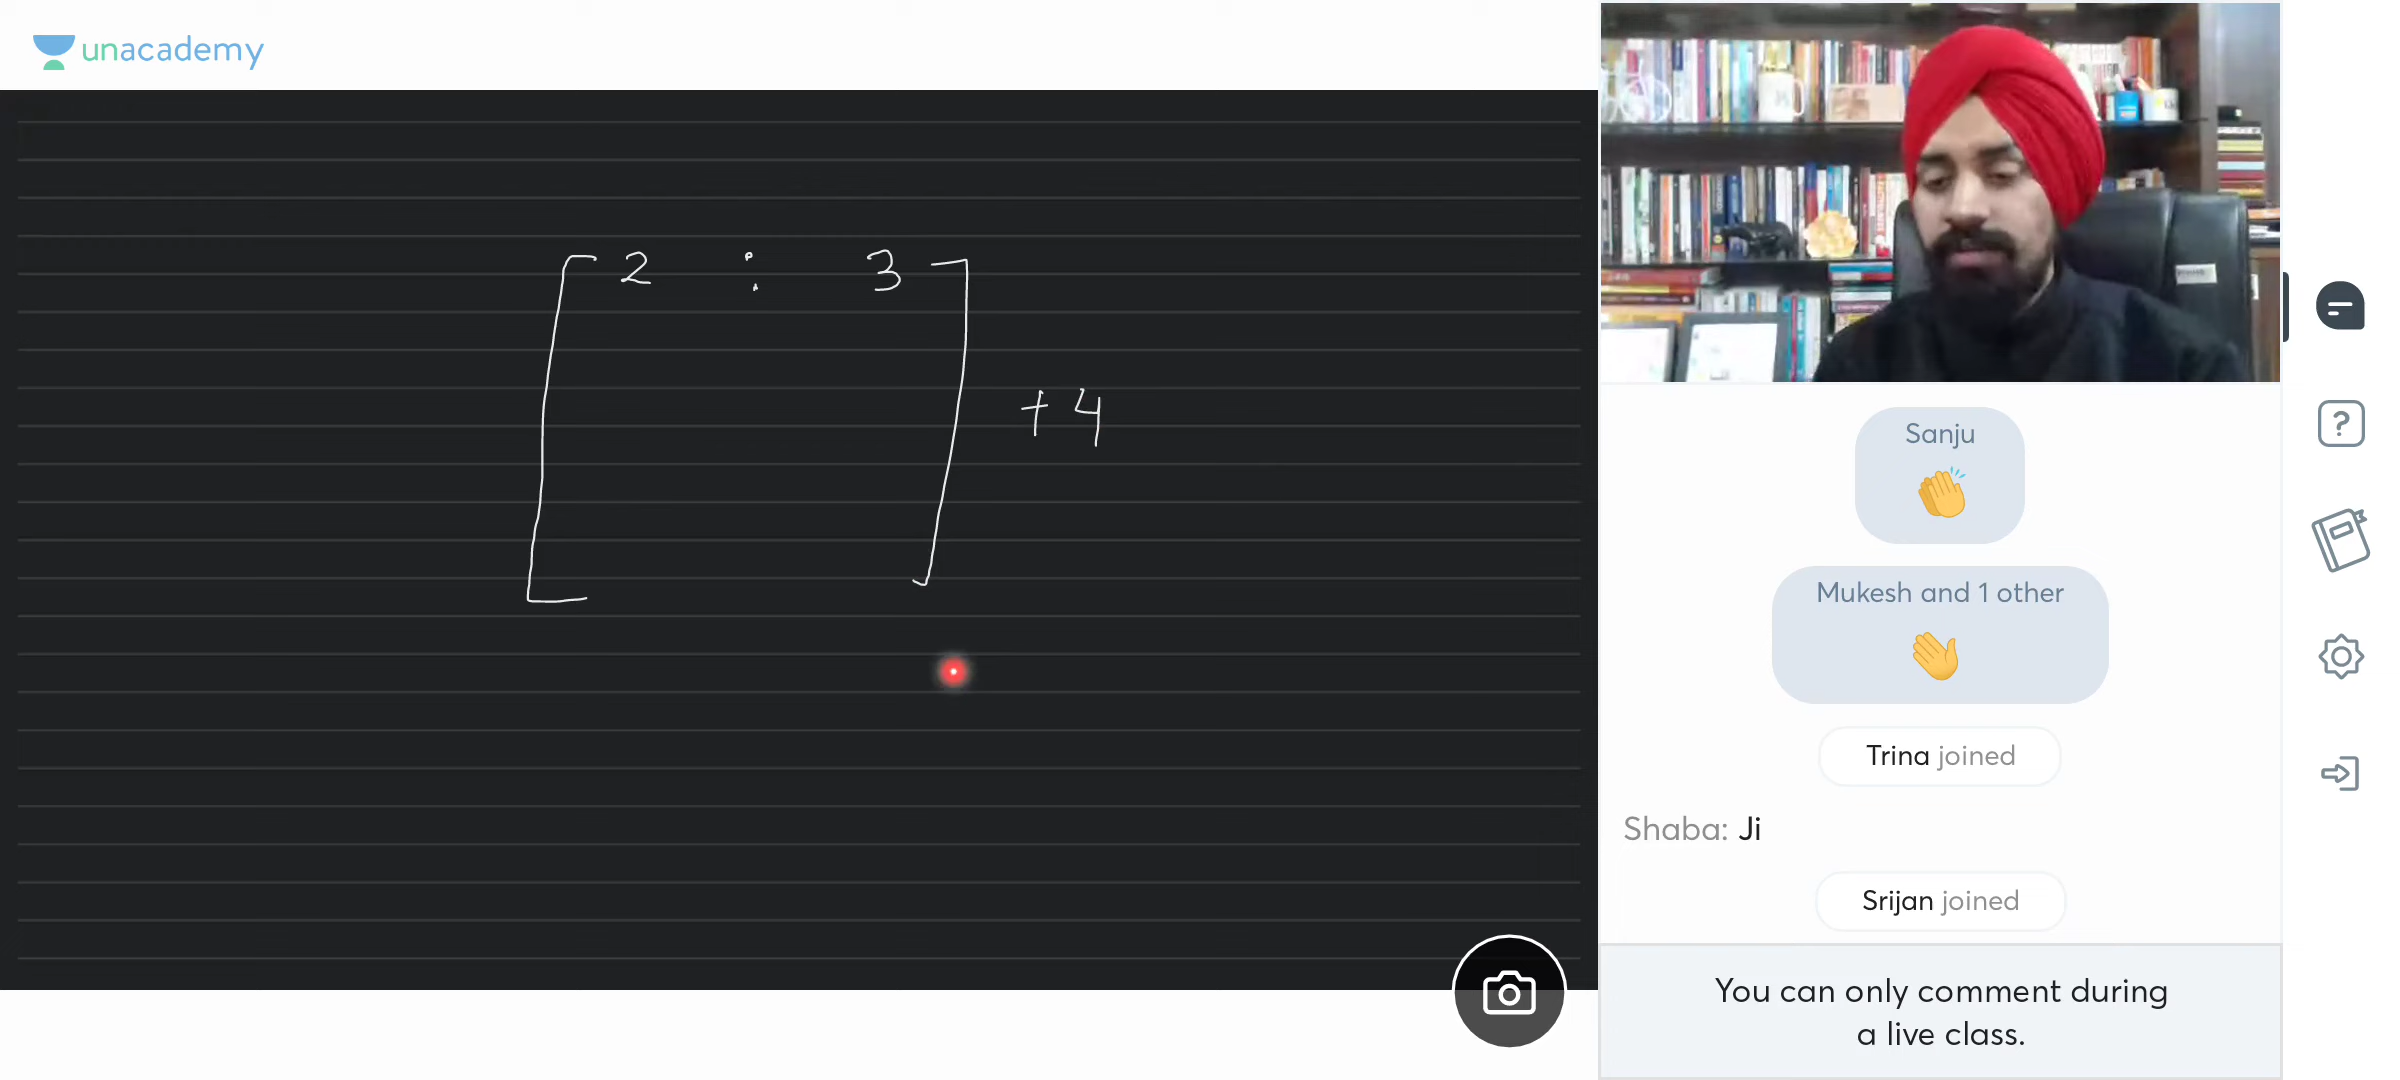 unacademy
2 : 3
+ 4
Sanju
Mukesh and 1 other
Trina joined
Shaba: Ji
Srijan joined
You can only comment during
a live class.